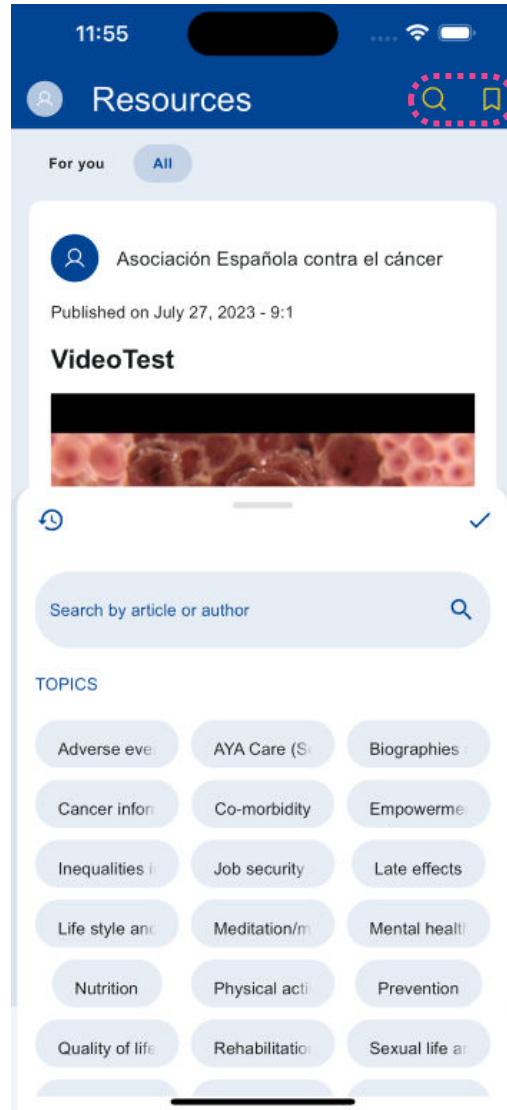 11:55
Resources
For you All
Asociación Española contra el cáncer
Published on July 27, 2023 - 9:1
VideoTest
Search by article or author
TOPICS
Adverse eve AYA Care (S Biographies
Cancer infor Co-morbidity Empowerme
Inequalities i Job security Late effects
Life style and Meditation/m Mental healt
Nutrition Physical acti Prevention
Quality of life Rehabilitatio Sexual life a